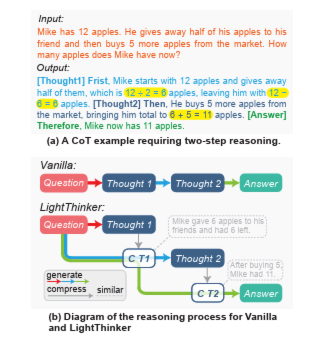 Input:
Mike has 12 apples. He gives away half of his apples to his
friend and then buys 5 more apples from the market. How
many apples does Mike have now?
Output:
[Thought1] Frist, Mike starts with 12 apples and gives away
half of them, which is 12 ÷ 2 = 6 apples, leaving him with 12 −
6 = 6 apples. [Thought2] Then, He buys 5 more apples from
the market, bringing him total to 6 + 5 = 11 apples. [Answer]
Therefore, Mike now has 11 apples.
(a) A CoT example requiring two-step reasoning.
Vanilla:
Question Thought 1 Thought 2 Answer
LightThinker:
Question Thought 1
Mike gave 6 apples to his
friends and had 6 left.
C T1 Thought 2
After buying 5,
Mike had 11.
generate
compress similar
C T2 Answer
(b) Diagram of the reasoning process for Vanilla
and LightThinker